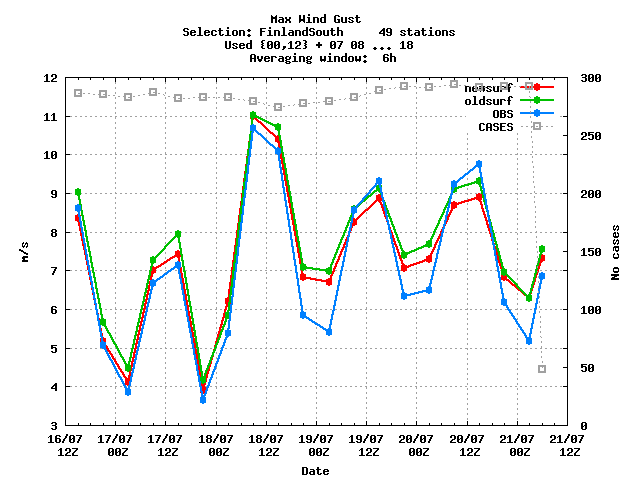 Max Wind Gust
Selection: FinlandSouth 49 stations
Used {00,12} + 07 08 ... 18
Averaging window: 6h
newsurf
oldsurf
OBS
CASES
12
11
10
9
8
7
6
5
4
3
m/s
300
250
200
150
100
50
0
No cases
16/07 17/07 17/07 18/07 18/07 19/07 19/07 20/07 20/07 21/07 21/07
12Z 00Z 12Z 00Z 12Z 00Z 12Z 00Z 12Z 00Z 12Z
Date